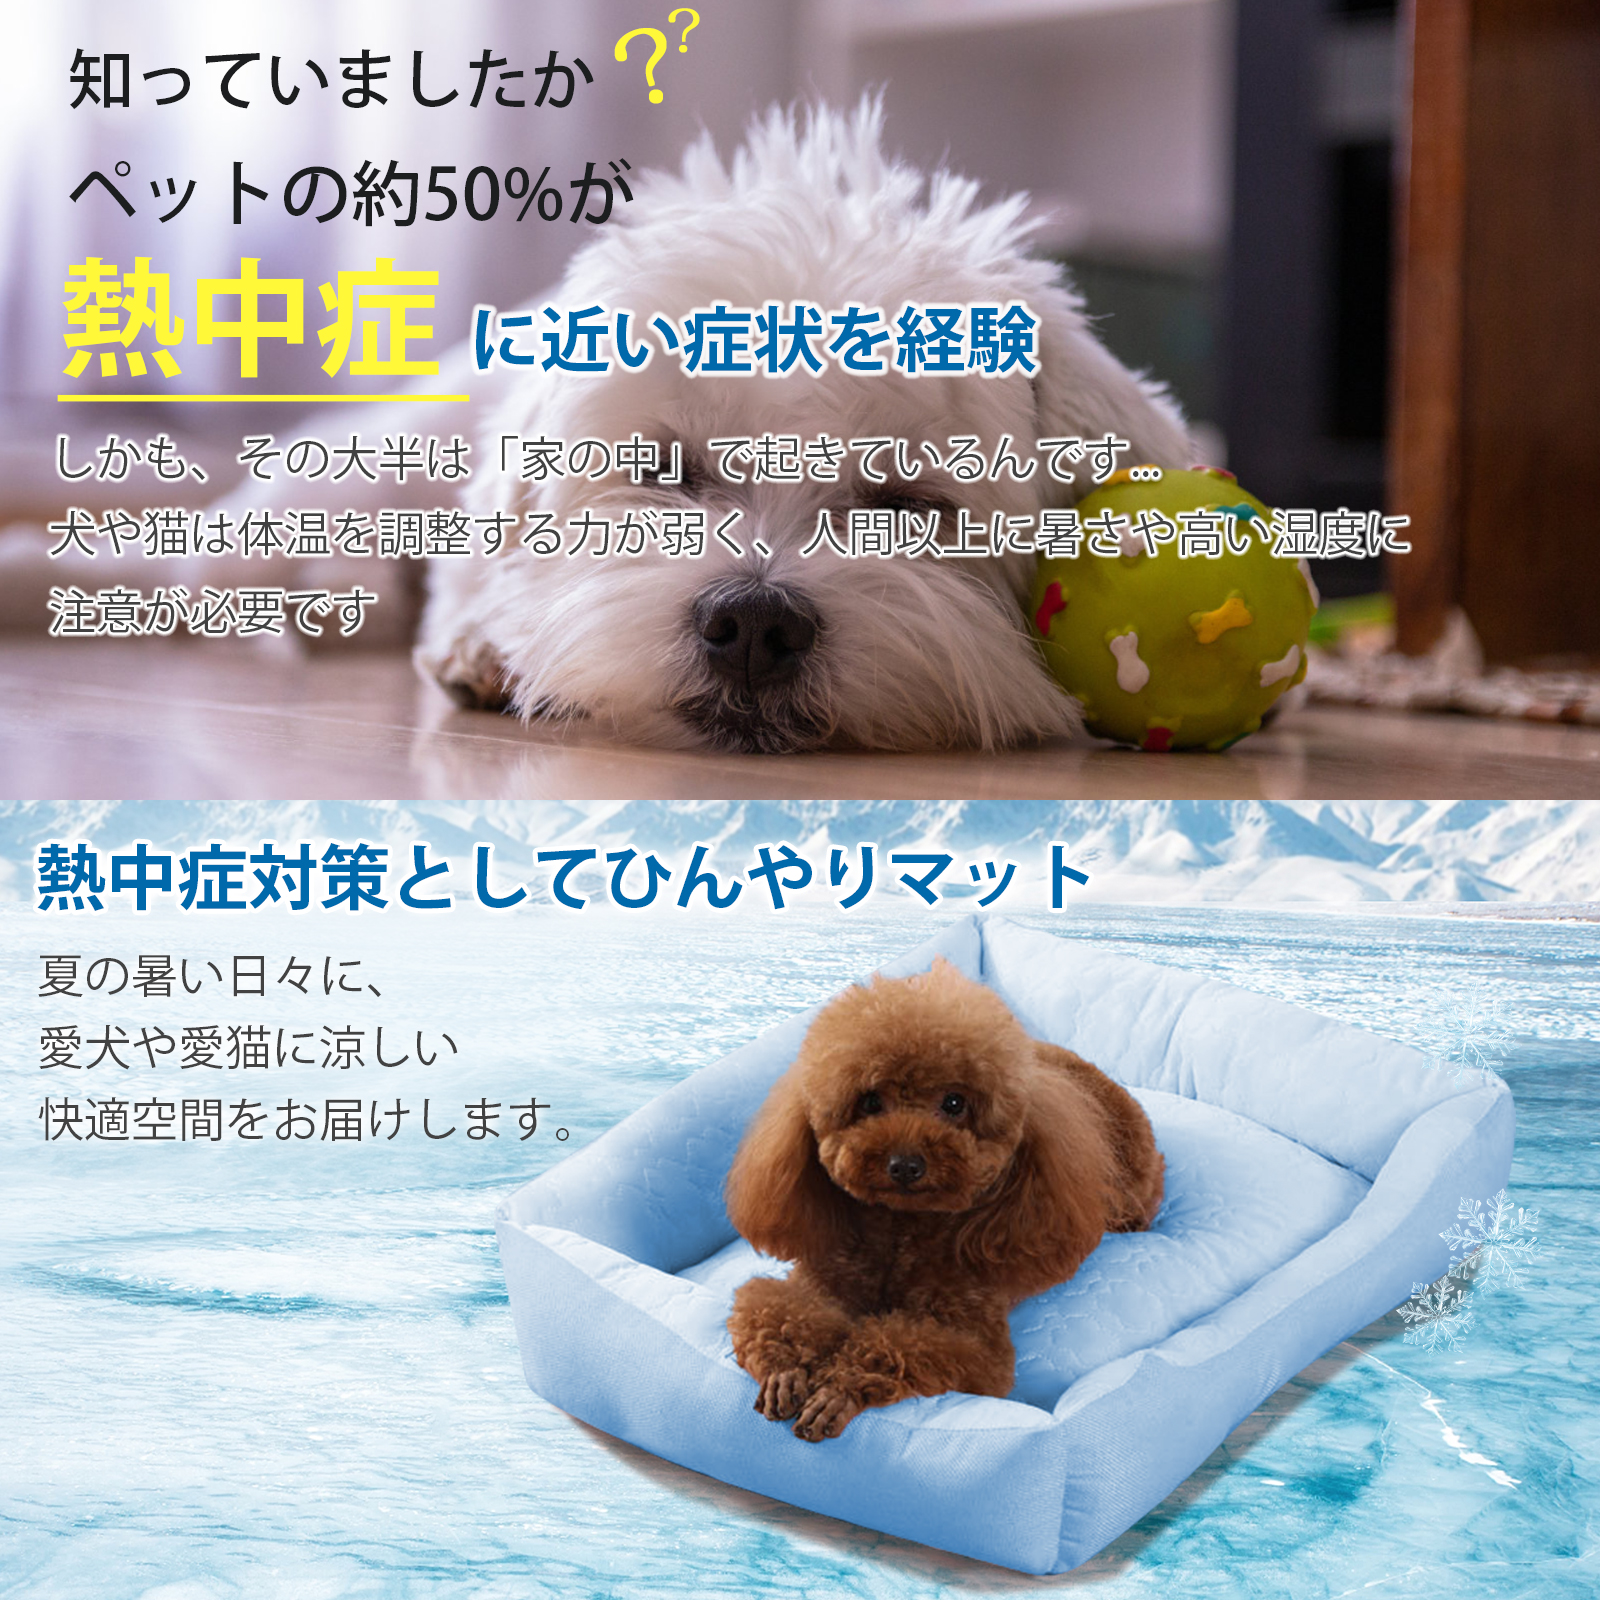 知っていましたか??
ペットの約50%が
熱中症に近い症状を経験
しかも、その大半は「家の中」で起きているんです...
犬や猫は体温を調整する力が弱く、人間以上に暑さや高い湿度に
注意が必要です
熱中症対策としてひんやりマット
夏の暑い日々に、
愛犬や愛猫に涼しい
快適空間をお届けします。